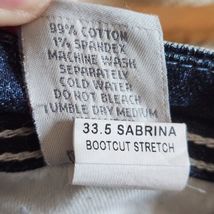 99% COTTON
1% SPANDEX
MACHINE WASH
SEPARATELY
COLD WATER
DO NOT BLEACH
TUMBLE DRY MEDIUM
33.5 SABRINA
BOOTCUT STRETCH